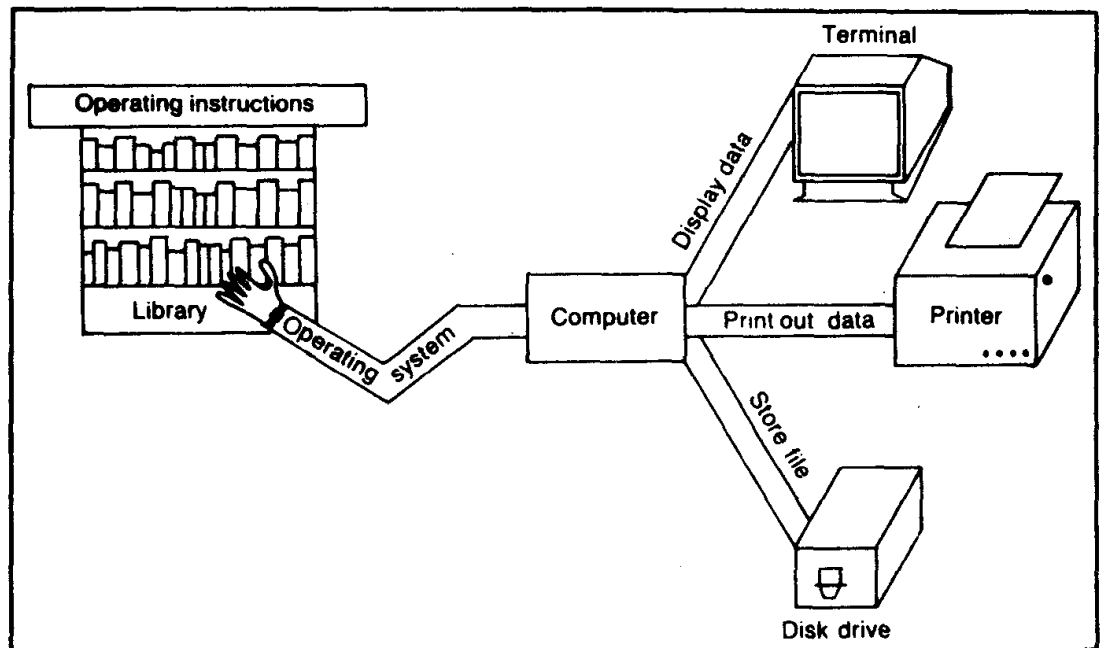 Terminal
Operating instructions
Display data
Library
Operating
system
Computer
Print out data
Printer
Store file
Disk drive